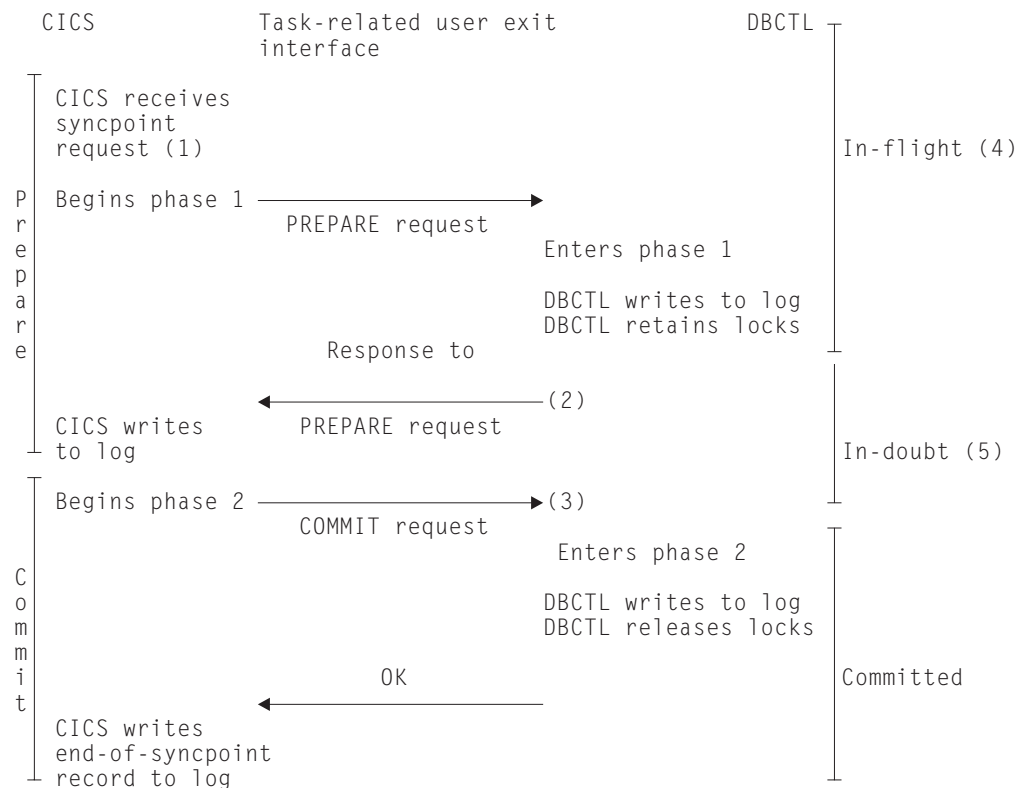 CICS Task-related user exit DBCTL
interface
CICS receives
syncpoint
request (1) In-flight (4)
Prepare
Begins phase 1
PREPARE request
Enters phase 1
DBCTL writes to log
DBCTL retains locks
Response to
(2)
CICS writes PREPARE request
to log In-doubt (5)
Begins phase 2 (3)
COMMIT request
Enters phase 2
Commit
DBCTL writes to log
DBCTL releases locks
OK Committed
CICS writes
end-of-syncpoint
record to log